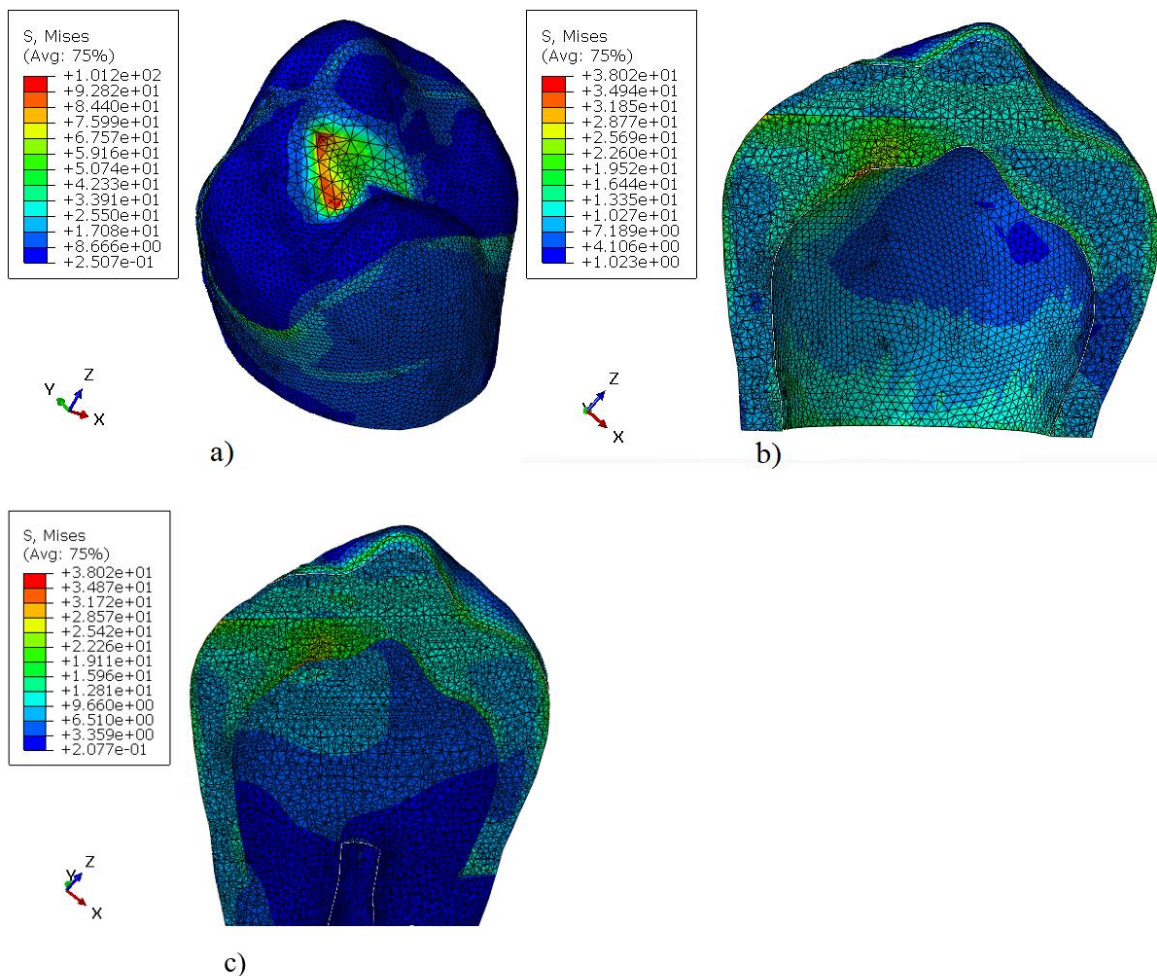 S, Mises
(Avg: 75%)
+1.012e+02
+9.282e+01
+8.440e+01
+7.599e+01
+6.757e+01
+5.916e+01
+5.074e+01
+4.233e+01
+3.391e+01
+2.550e+01
+1.708e+01
+8.666e+00
+2.507e-01
Y
Z
X
a)
S, Mises
(Avg: 75%)
+3.802e+01
+3.494e+01
+3.185e+01
+2.877e+01
+2.569e+01
+2.260e+01
+1.952e+01
+1.644e+01
+1.335e+01
+1.027e+01
+7.189e+00
+4.106e+00
+1.023e+00
Z
Y
X
b)
S, Mises
(Avg: 75%)
+3.802e+01
+3.487e+01
+3.172e+01
+2.857e+01
+2.542e+01
+2.226e+01
+1.911e+01
+1.596e+01
+1.281e+01
+9.660e+00
+6.510e+00
+3.359e+00
+2.077e-01
Y
Z
X
c)